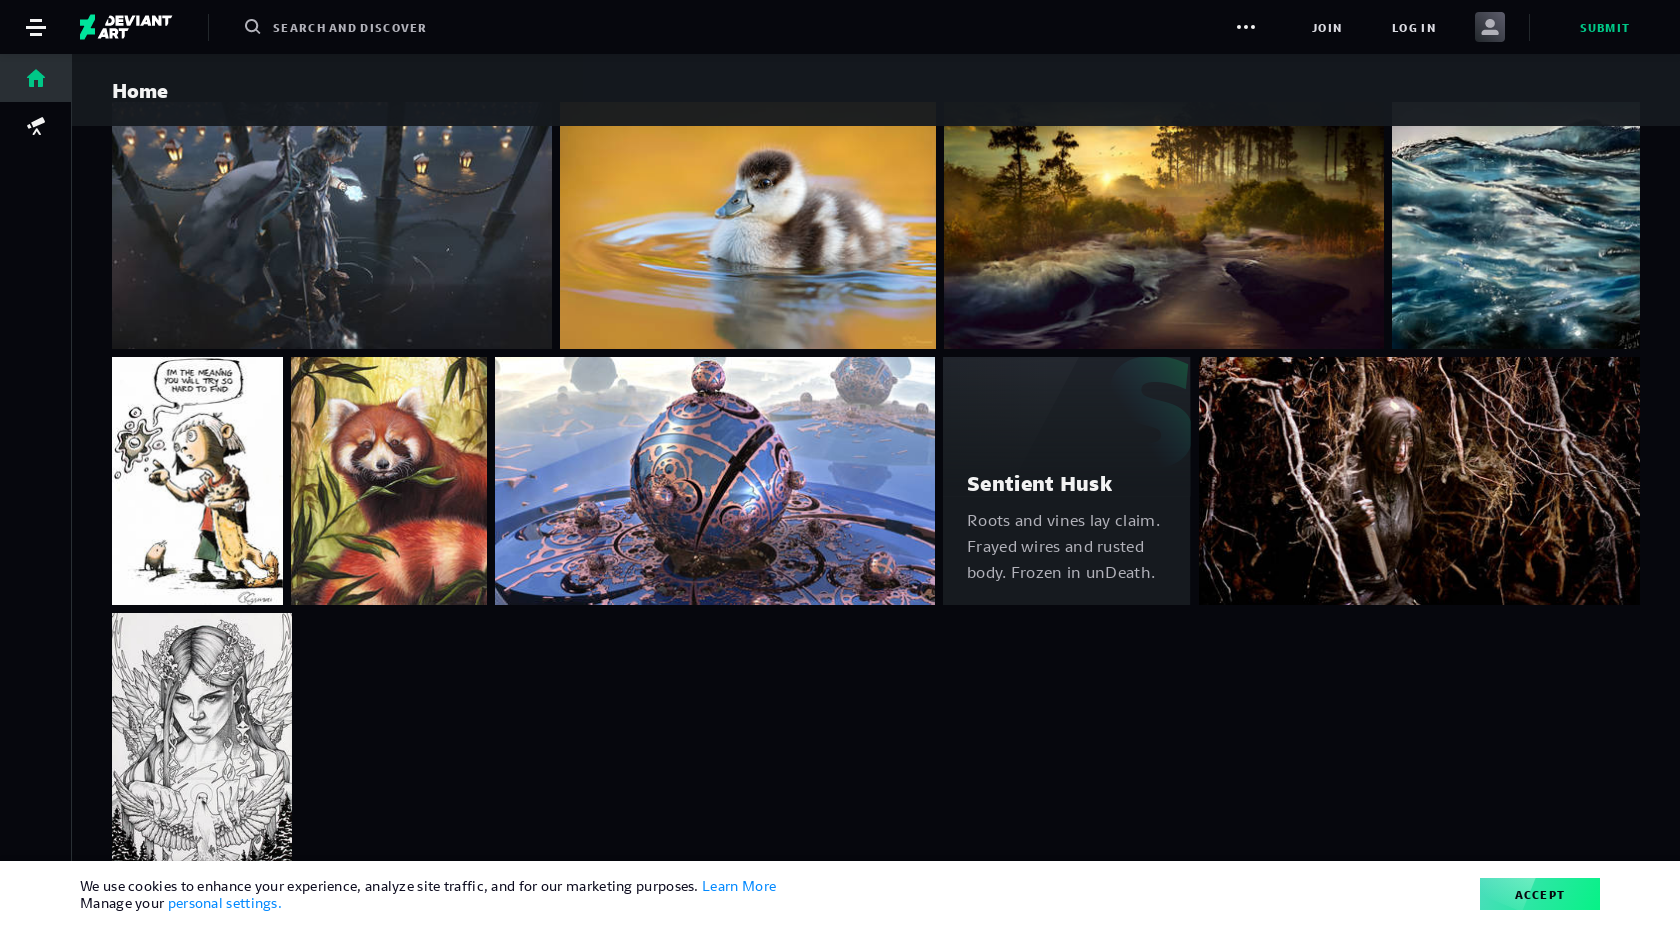 DEVIANT
ART
SEARCH AND DISCOVER
JOIN
LOG IN
SUBMIT
Home
I'M THE MEANING
YOU WILL TRY SO
HARD TO FIND
Sentient Husk
Roots and vines lay claim.
Frayed wires and rusted
body. Frozen in unDeath.
We use cookies to enhance your experience, analyze site traffic, and for our marketing purposes. Learn More
Manage your personal settings.
ACCEPT